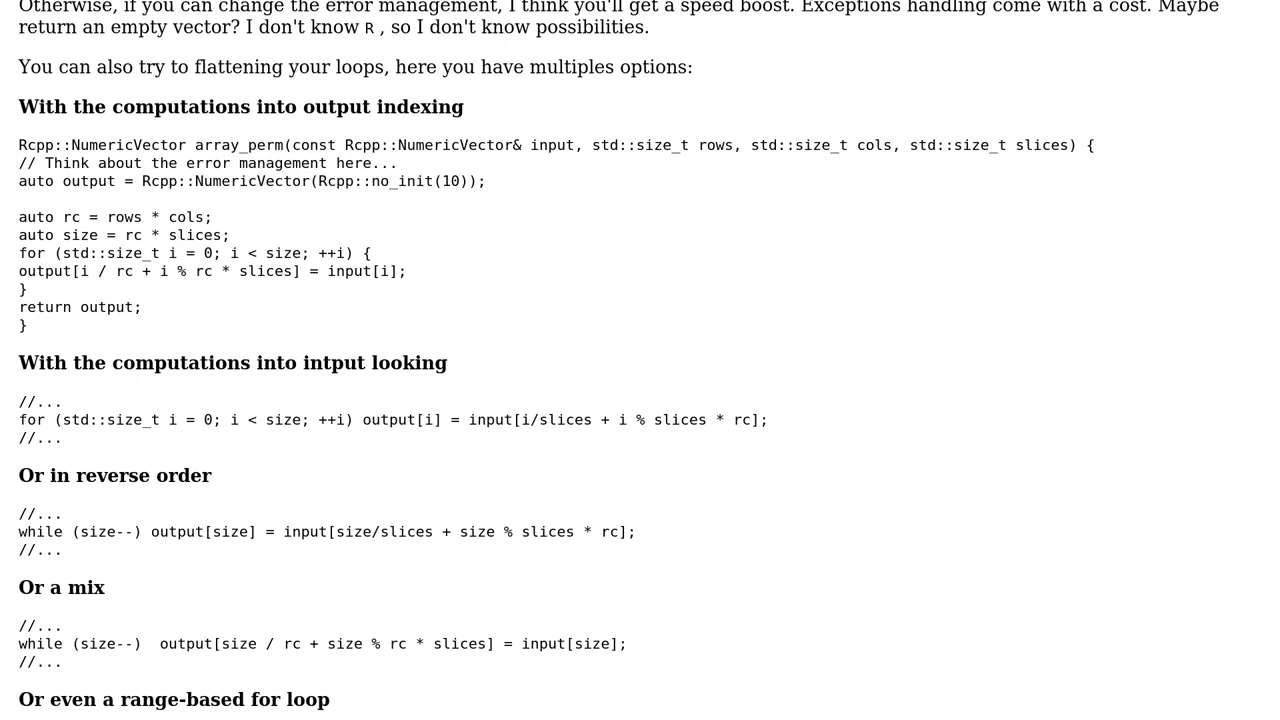 Otherwise, if you can change the error management, I think you'll get a speed boost. Exceptions handling come with a cost. Maybe
return an empty vector? I don't know R , so I don't know possibilities.
You can also try to flattening your loops, here you have multiples options:
With the computations into output indexing
Rcpp::NumericVector array_perm(const Rcpp::NumericVector& input, std::size_t rows, std::size_t cols, std::size_t slices) {
// Think about the error management here...
auto output = Rcpp::NumericVector(Rcpp::no_init(10));
auto rc = rows * cols;
auto size = rc * slices;
for (std::size_t i = 0; i < size; ++i) {
output[i / rc + i % rc * slices] = input[i];
}
return output;
}
With the computations into intput looking
//...
for (std::size_t i = 0; i < size; ++i) output[i] = input[i/slices + i % slices * rc];
//...
Or in reverse order
//...
while (size--) output[size] = input[size/slices + size % slices * rc];
//...
Or a mix
//...
while (size--)  output[size / rc + size % rc * slices] = input[size];
//...
Or even a range-based for loop